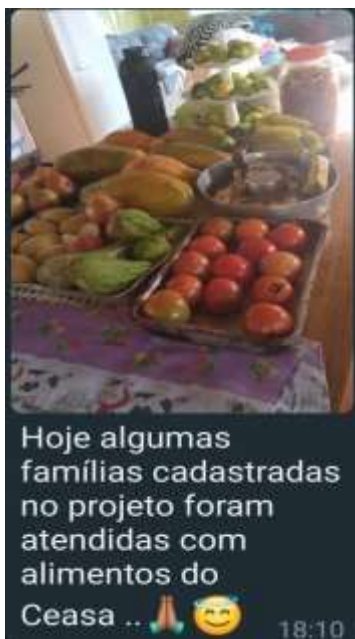 Hoje algumas
famílias cadastradas
no projeto foram
atendidas com
alimentos do
Ceasa ..🙏😇
18:10